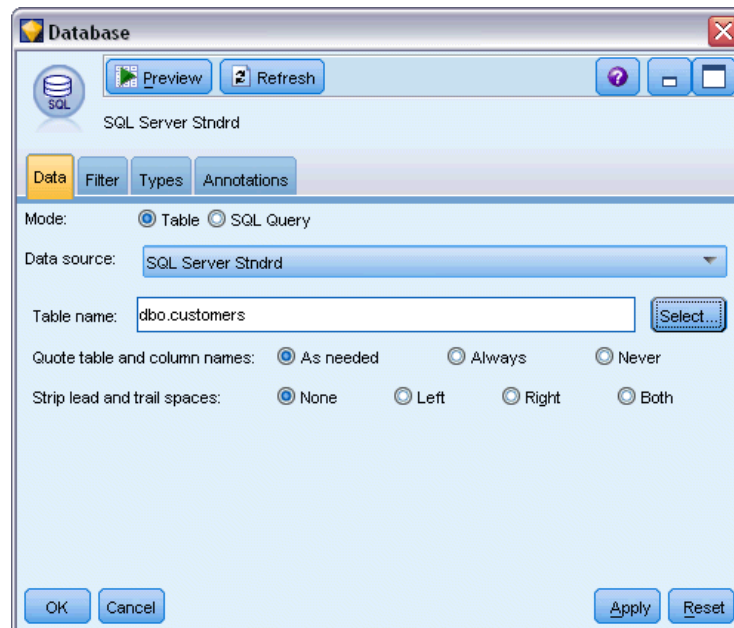 Database
SQL
Preview Refresh ?
SQL Server Stndrd
Data Filter Types Annotations
Mode: Table SQL Query
Data source: SQL Server Stndrd
Table name: dbo.customers Select...
Quote table and column names: As needed Always Never
Strip lead and trail spaces: None Left Right Both
OK Cancel Apply Reset